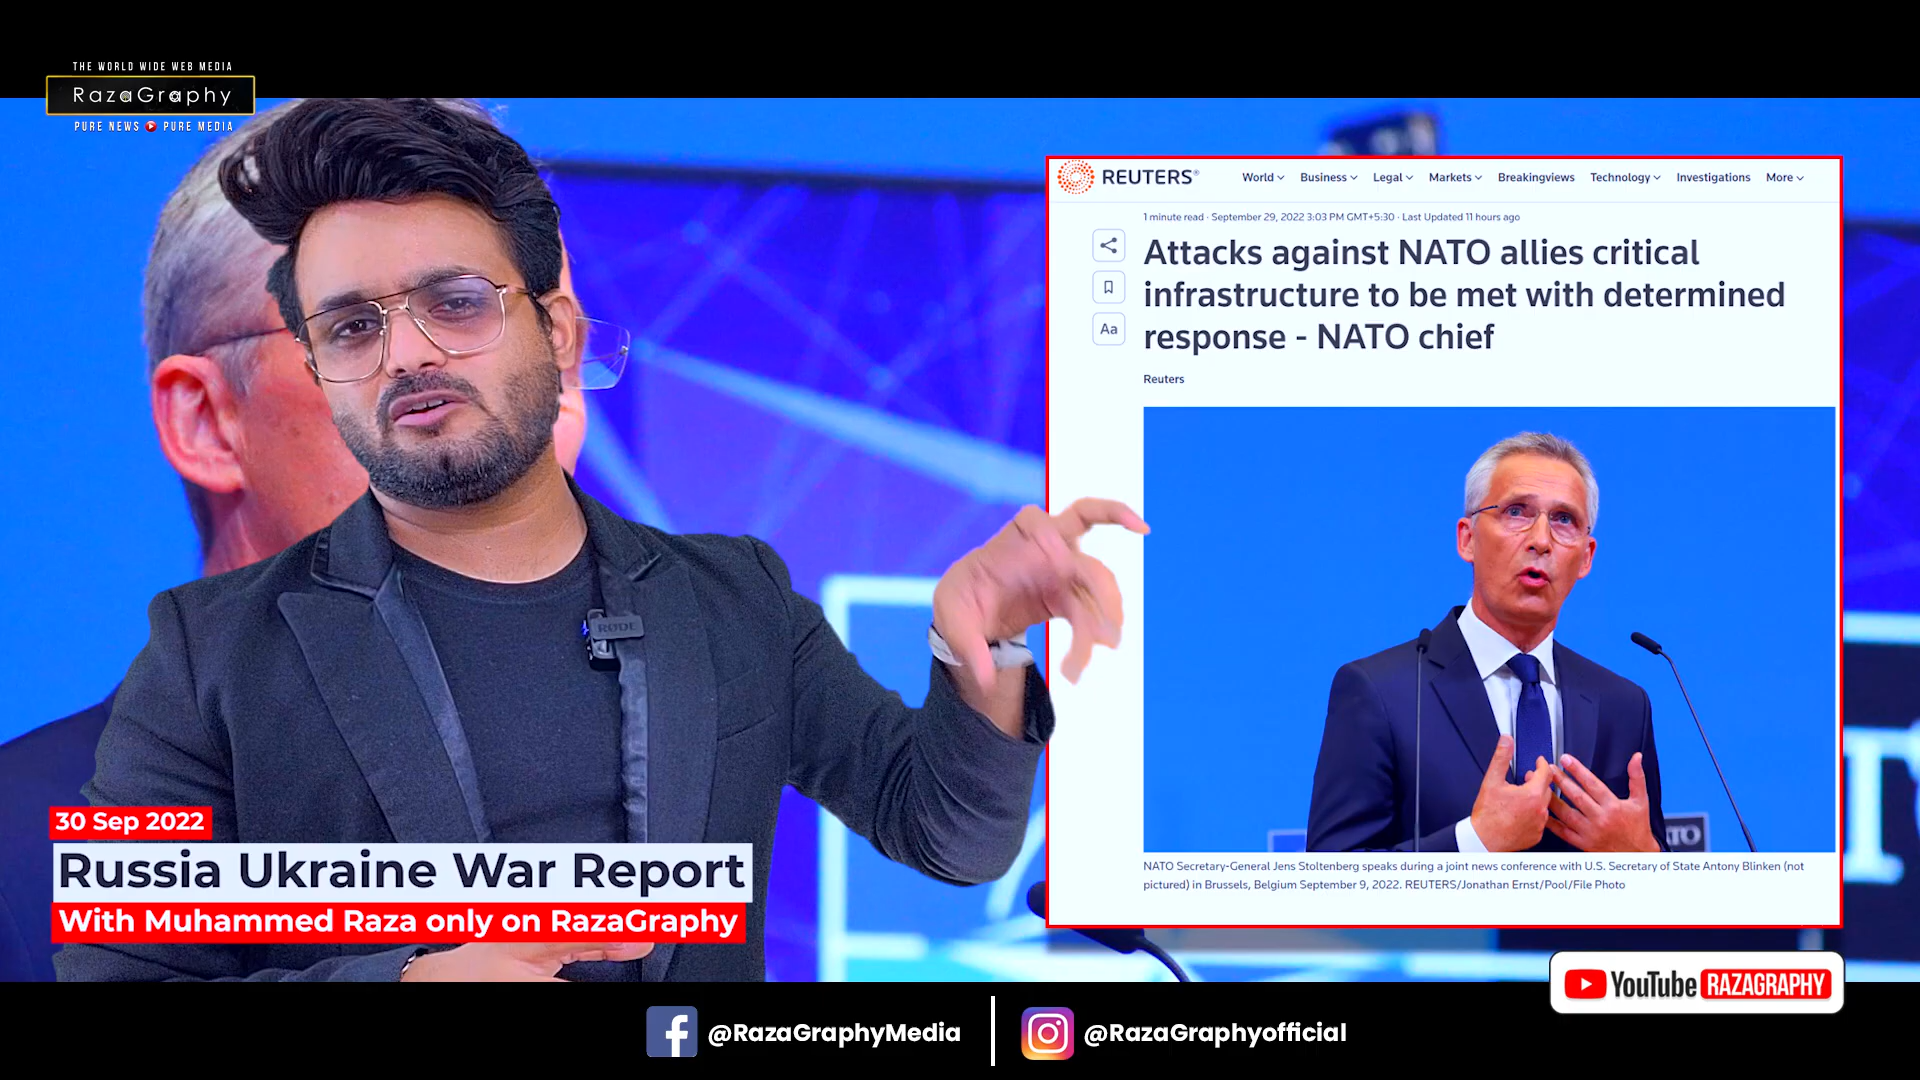 THE WORLD WIDE WEB MEDIA
RazaGraphy
PURE NEWS PURE MEDIA
REUTERS®
World Business Legal Markets Breakingviews Technology Investigations More
1 minute read · September 29, 2022 3:03 PM GMT+5:30 · Last Updated 11 hours ago
Attacks against NATO allies critical
infrastructure to be met with determined
response - NATO chief
Aa
Reuters
RØDE
TO
NATO Secretary-General Jens Stoltenberg speaks during a joint news conference with U.S. Secretary of State Antony Blinken (not
pictured) in Brussels, Belgium September 9, 2022. REUTERS/Jonathan Ernst/Pool/File Photo
30 Sep 2022
Russia Ukraine War Report
With Muhammed Raza only on RazaGraphy
YouTube RAZAGRAPHY
@RazaGraphyMedia
@RazaGraphyofficial